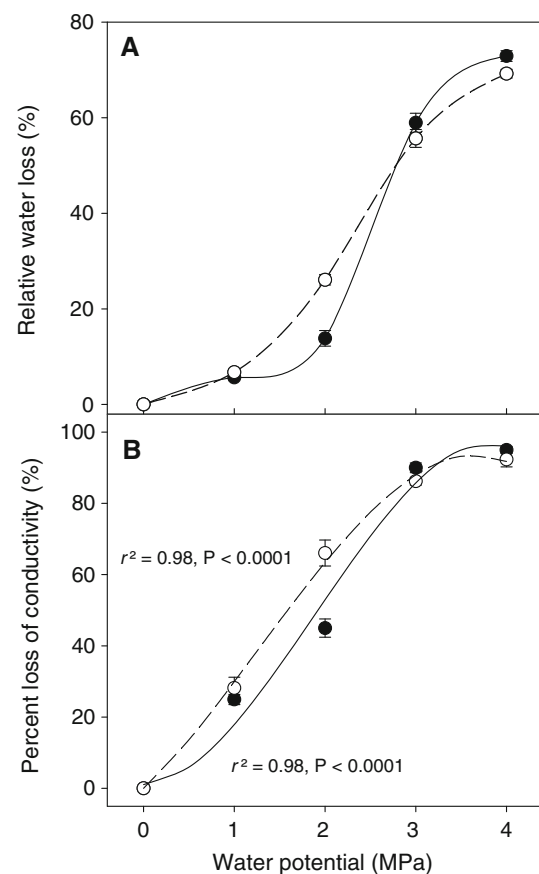 80
A
60
40
20
0
Relative water loss (%)
100
B
80
r² = 0.98, P < 0.0001
60
40
20
r² = 0.98, P < 0.0001
0
Percent loss of conductivity (%)
0 1 2 3 4
Water potential (MPa)